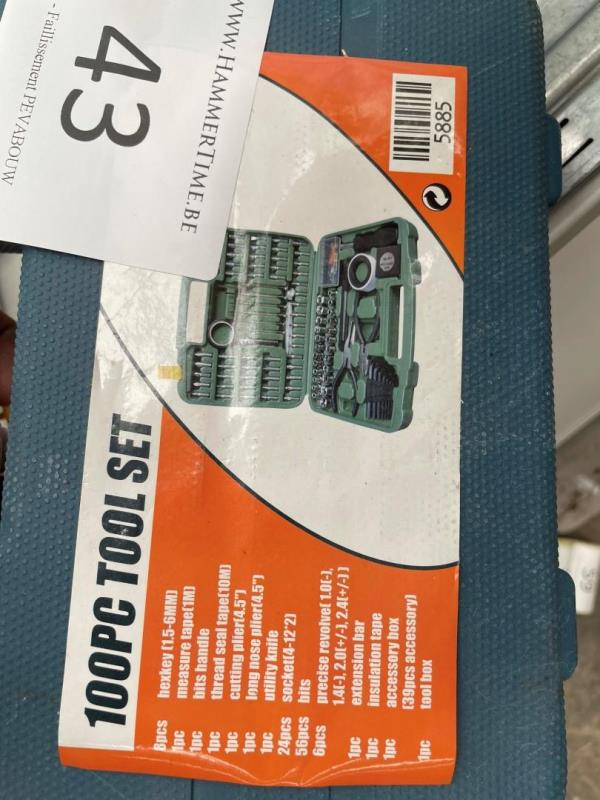 WWW.HAMMERTIME.BE
43
- Faillissement PEVABOUW
5885
100PC TOOL SET
8pcs hexkey (1.5-6MM)
1pc measure tape(1M)
1pc bits handle
1pc thread seal tape(10M)
1pc cutting plier(4.5")
1pc long nose plier(4.5")
1pc utility knife
24pcs socket(4-12*2)
56pcs bits
6pcs precise revolve( 1.0(-),
1.4(-), 2.0( +/-), 2.4(+/-))
1pc extension bar
1pc insulation tape
1pc accessory box
(39pcs accessory)
1pc tool box